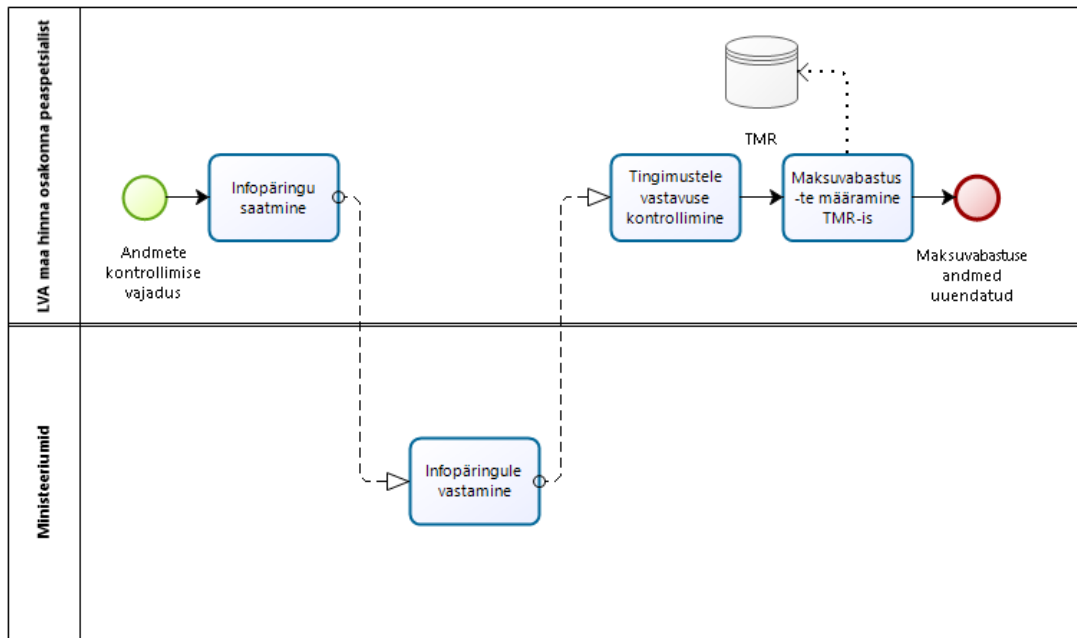 LVA maa hinna osakonna peaspetsialist
Andmete
kontrollimise
vajadus
Infopäringu
saatmine
Tingimustele
vastavuse
kontrollimine
TMR
Maksuvabastus
-te määramine
TMR-is
Maksuvabastuse
andmed
uuendatud
Ministeeriumid
Infopäringule
vastamine